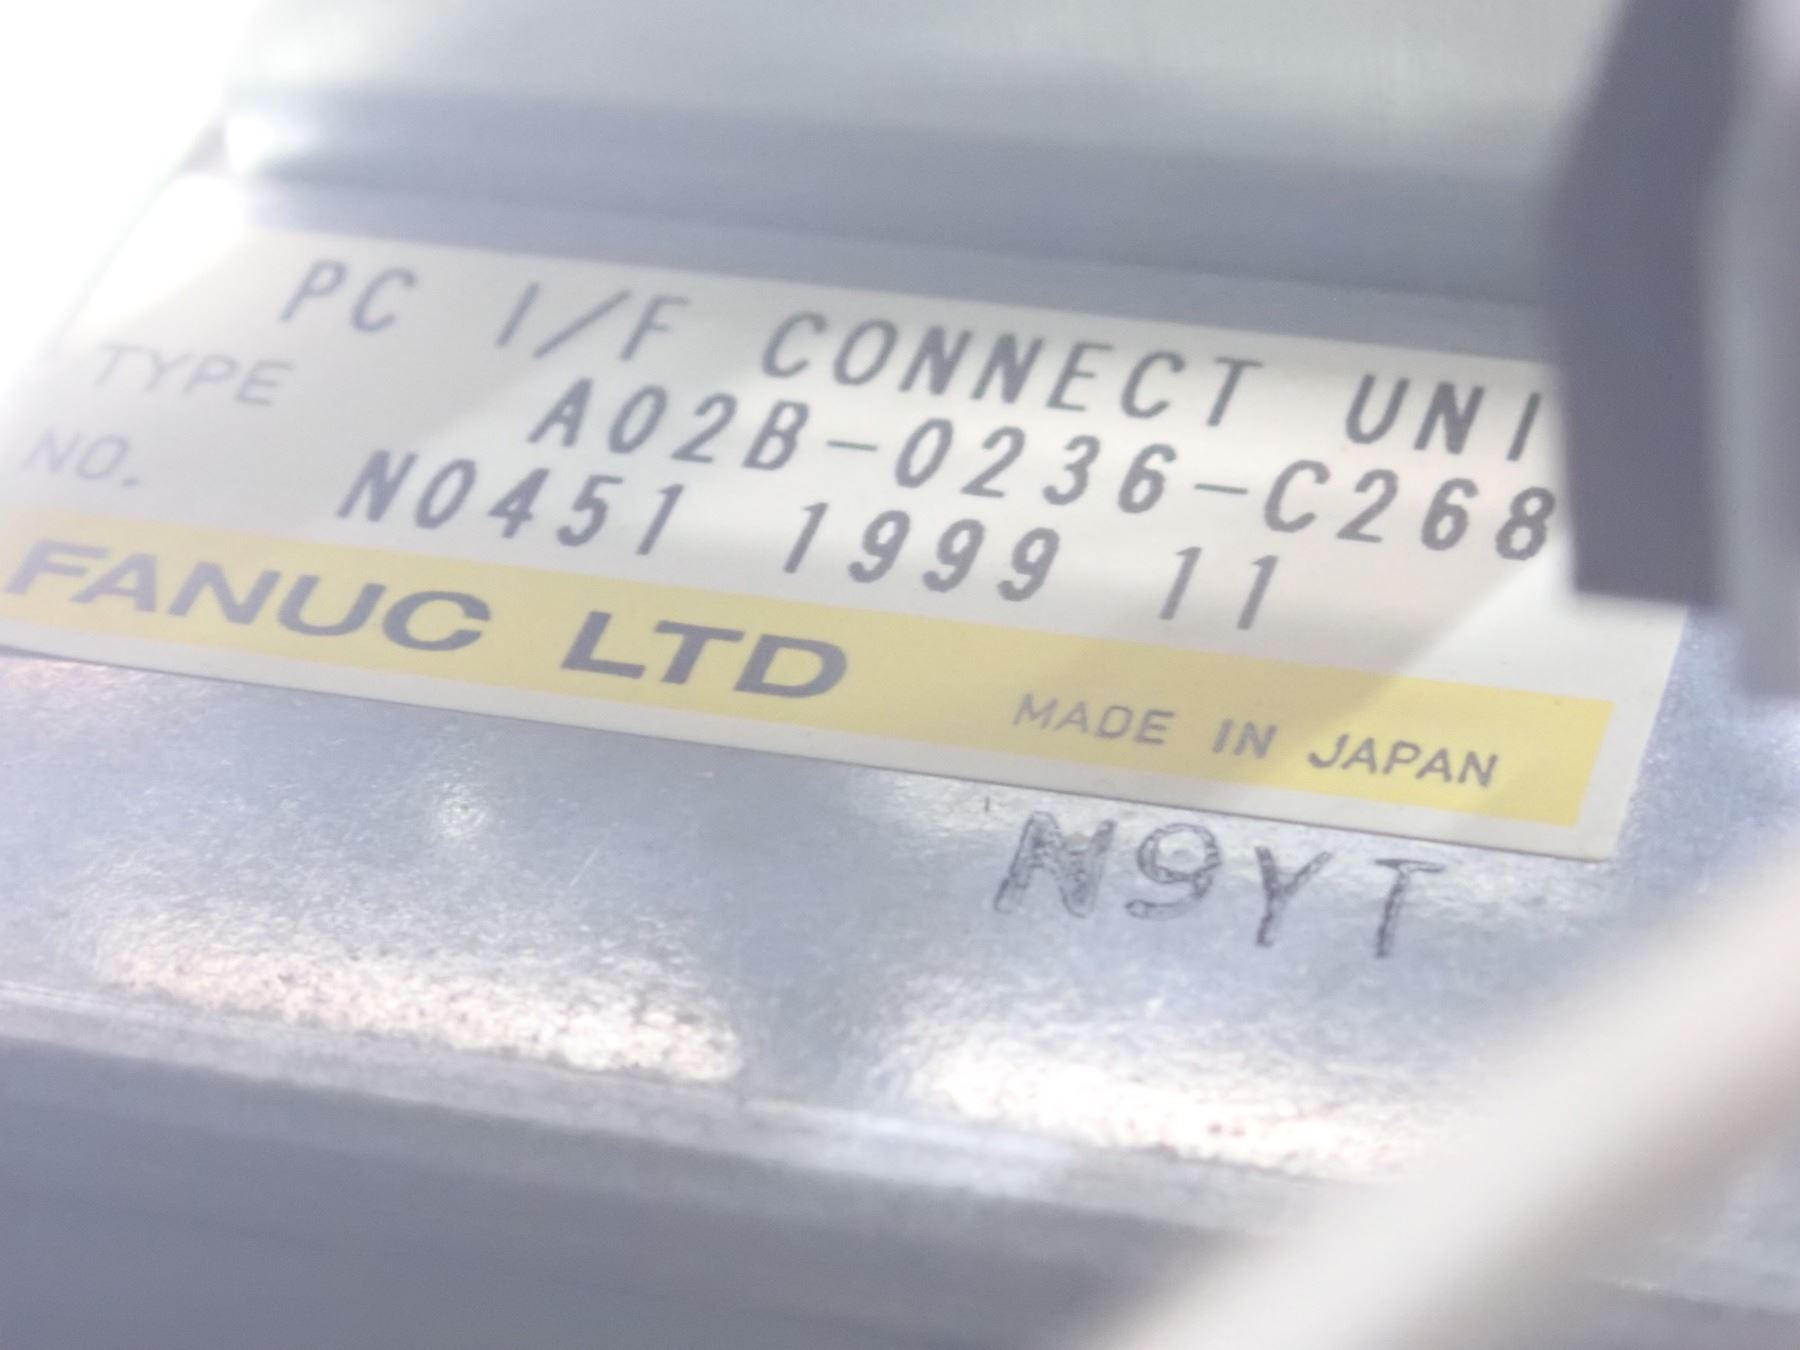 PC I/F CONNECT UNI
TYPE A02B-0236-C268
NO. N0451 1999 11
FANUC LTD MADE IN JAPAN
N9YT